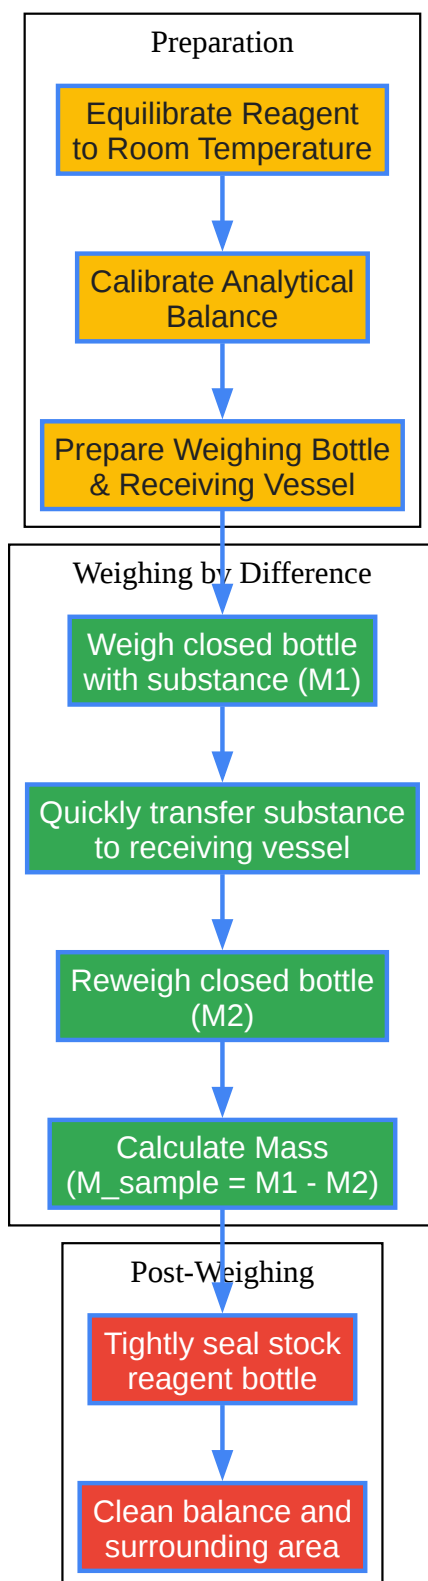 Preparation
Equilibrate Reagent
to Room Temperature
Calibrate Analytical
Balance
Prepare Weighing Bottle
& Receiving Vessel
Weighing by Difference
Weigh closed bottle
with substance (M1)
Quickly transfer substance
to receiving vessel
Reweigh closed bottle
(M2)
Calculate Mass
(M_sample = M1 - M2)
Post-Weighing
Tightly seal stock
reagent bottle
Clean balance and
surrounding area